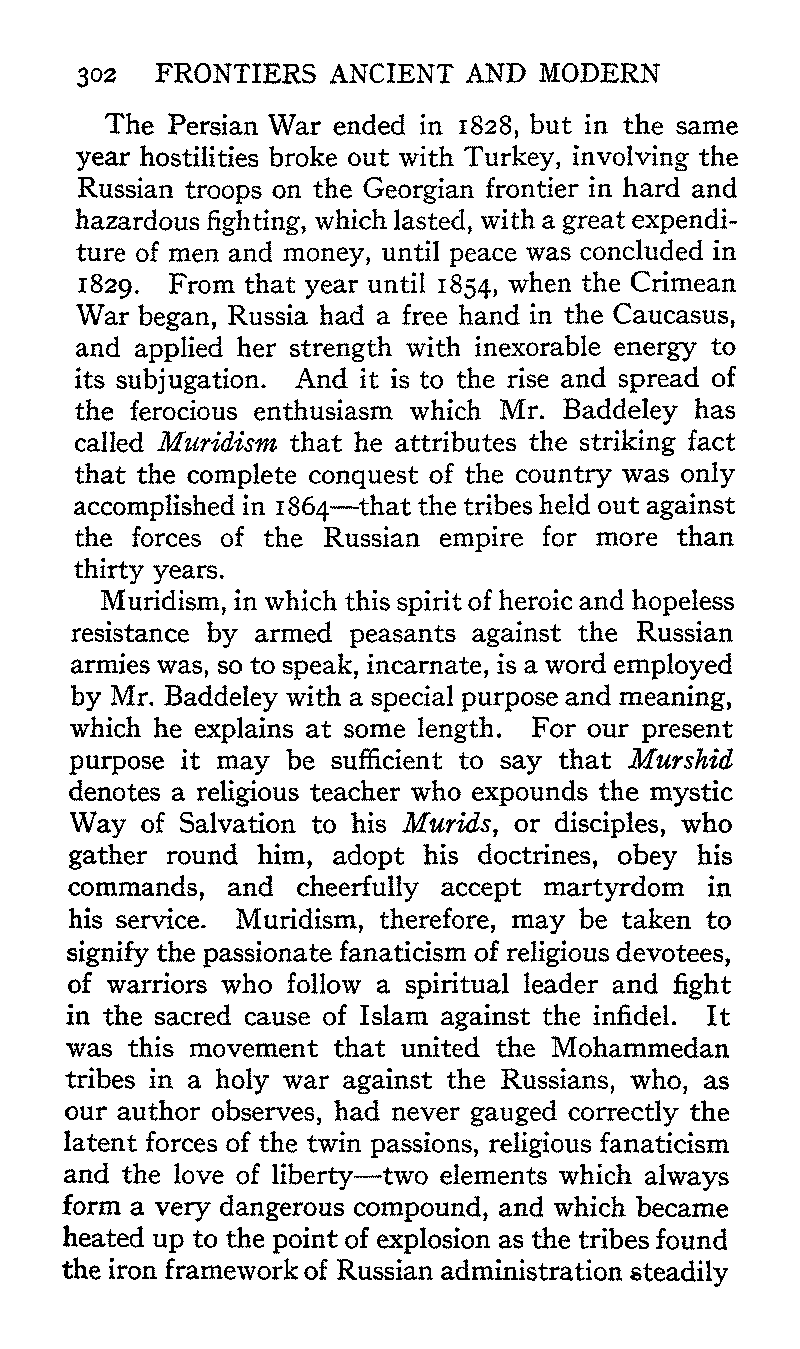 302 FRONTIERS ANCIENT AND MODERN
The Persian War ended in 1828, but in the same
year hostilities broke out with Turkey, involving the
Russian troops on the Georgian frontier in hard and
hazardous fighting, which lasted, with a great expendi-
ture of men and money, until peace was concluded in
1829. From that year until 1854, when the Crimean
War began, Russia had a free hand in the Caucasus,
and applied her strength with inexorable energy to
its subjugation. And it is to the rise and spread of
the ferocious enthusiasm which Mr. Baddeley has
called Muridism that he attributes the striking fact
that the complete conquest of the country was only
accomplished in 1864—that the tribes held out against
the forces of the Russian empire for more than
thirty years.
Muridism, in which this spirit of heroic and hopeless
resistance by armed peasants against the Russian
armies was, so to speak, incarnate, is a word employed
by Mr. Baddeley with a special purpose and meaning,
which he explains at some length. For our present
purpose it may be sufficient to say that Murshid
denotes a religious teacher who expounds the mystic
Way of Salvation to his Murids, or disciples, who
gather round him, adopt his doctrines, obey his
commands, and cheerfully accept martyrdom in
his service. Muridism, therefore, may be taken to
signify the passionate fanaticism of religious devotees,
of warriors who follow a spiritual leader and fight
in the sacred cause of Islam against the infidel. It
was this movement that united the Mohammedan
tribes in a holy war against the Russians, who, as
our author observes, had never gauged correctly the
latent forces of the twin passions, religious fanaticism
and the love of liberty—two elements which always
form a very dangerous compound, and which became
heated up to the point of explosion as the tribes found
the iron framework of Russian administration steadily